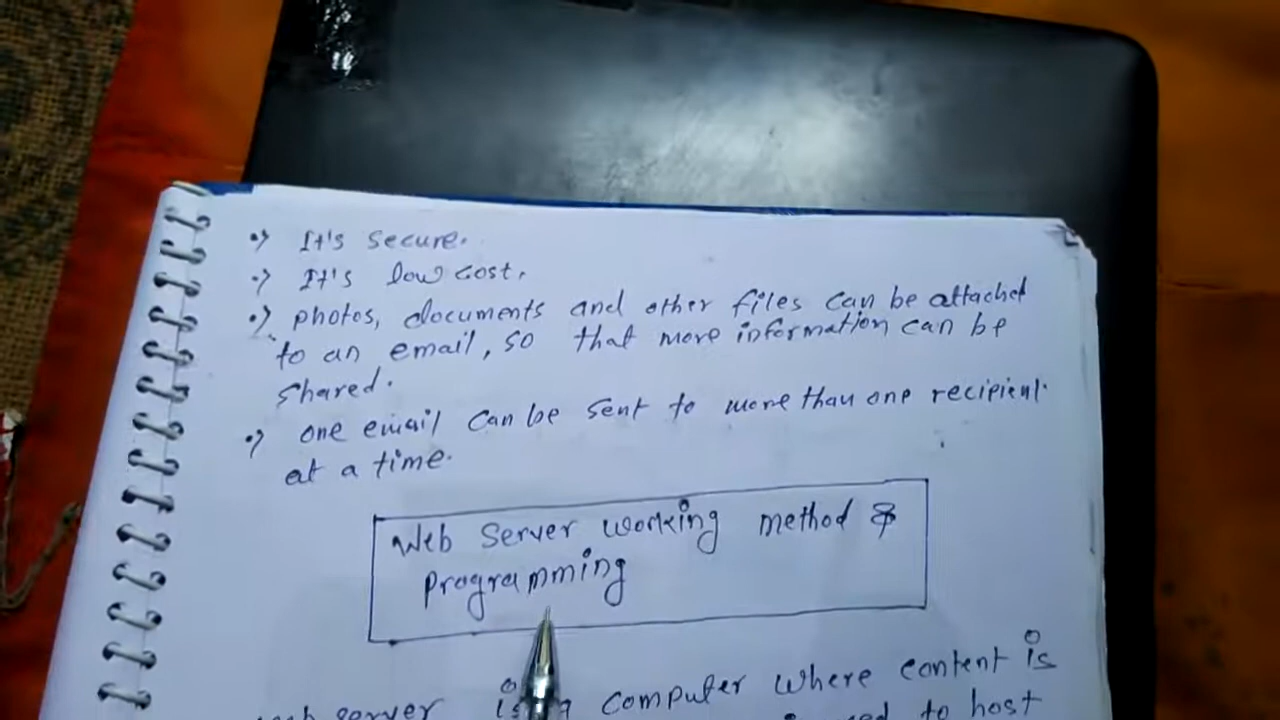 •> It's secure.
•> It's low cost.
•> photos, documents and other files can be attached
to an email, so that more information can be
shared.
•> one email can be sent to more than one recipient.
at a time.
Web server working method &
programming
server is a computer where content is
to host